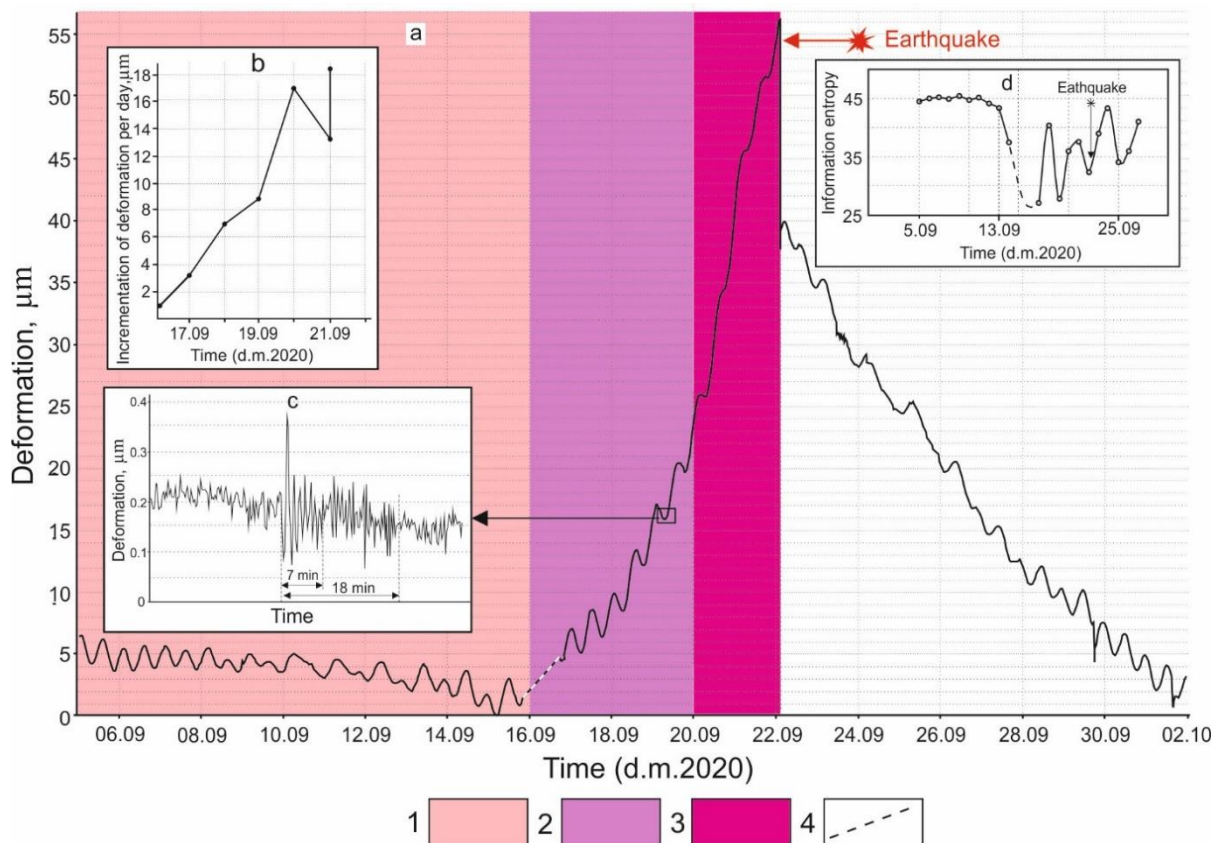 a
Earthquake
55
50
45
40
35
30
25
20
15
10
5
0
Deformation, μm
06.09 08.09 10.09 12.09 14.09 16.09 18.09 20.09 22.09 24.09 26.09 28.09 30.09 02.10
Time (d.m.2020)
b
Incrementation of deformation per day,μm
18
16
14
12
10
8
6
4
2
17.09 19.09 21.09
Time (d.m.2020)
c
Deformation, μm
0.4
0.3
0.2
0.1
0
7 min
18 min
Time
d
Eathquake
Information entropy
45
35
25
5.09 13.09 25.09
Time (d.m.2020)
1 2 3 4